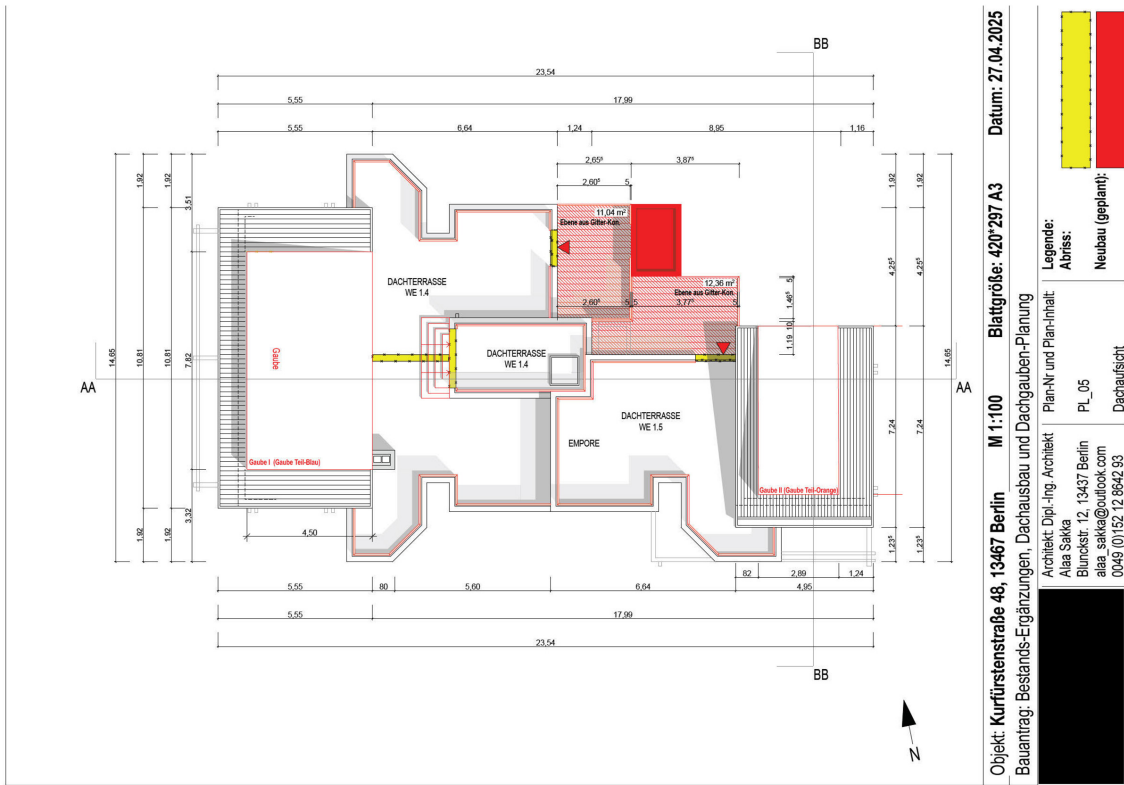 BB
23,54
5,55
17,99
5,55
6,64
1,24
8,95
1,16
2,65⁵
3,87⁵
2,60⁵
5
14,65
1,92
10,81
1,92
1,92
10,81
1,92
3,51
7,82
3,32
11,04 m²
Ebene aus Gitter-Kon.
12,36 m²
Ebene aus Gitter-Kon.
2,60⁵
5
5
3,77⁵
5
5
1,46⁵
10
1,19
DACHTERRASSE
WE 1.4
DACHTERRASSE
WE 1.4
DACHTERRASSE
WE 1.5
EMPORE
Gaube
Gaube I (Gaube Teil-Blau)
Gaube II (Gaube Teil-Orange)
AA
AA
1,92
4,25⁵
7,24
1,23⁵
1,92
4,25⁵
7,24
1,23⁵
14,65
4,50
82
2,89
1,24
5,55
80
5,60
6,64
4,95
5,55
17,99
23,54
BB
N
Objekt: Kurfürstenstraße 48, 13467 Berlin M 1:100 Blattgröße: 420*297 A3 Datum: 27.04.2025
Bauantrag: Bestands-Ergänzungen, Dachausbau und Dachgauben-Planung
Architekt: Dipl.-Ing. Architekt
Alaa Sakka
Blunckstr. 12, 13437 Berlin
alaa_sakka@outlook.com
0049 (0)152 12 8642 93
Plan-Nr und Plan-Inhalt:
PL_05
Dachaufsicht
Legende:
Abriss:
Neubau (geplant):